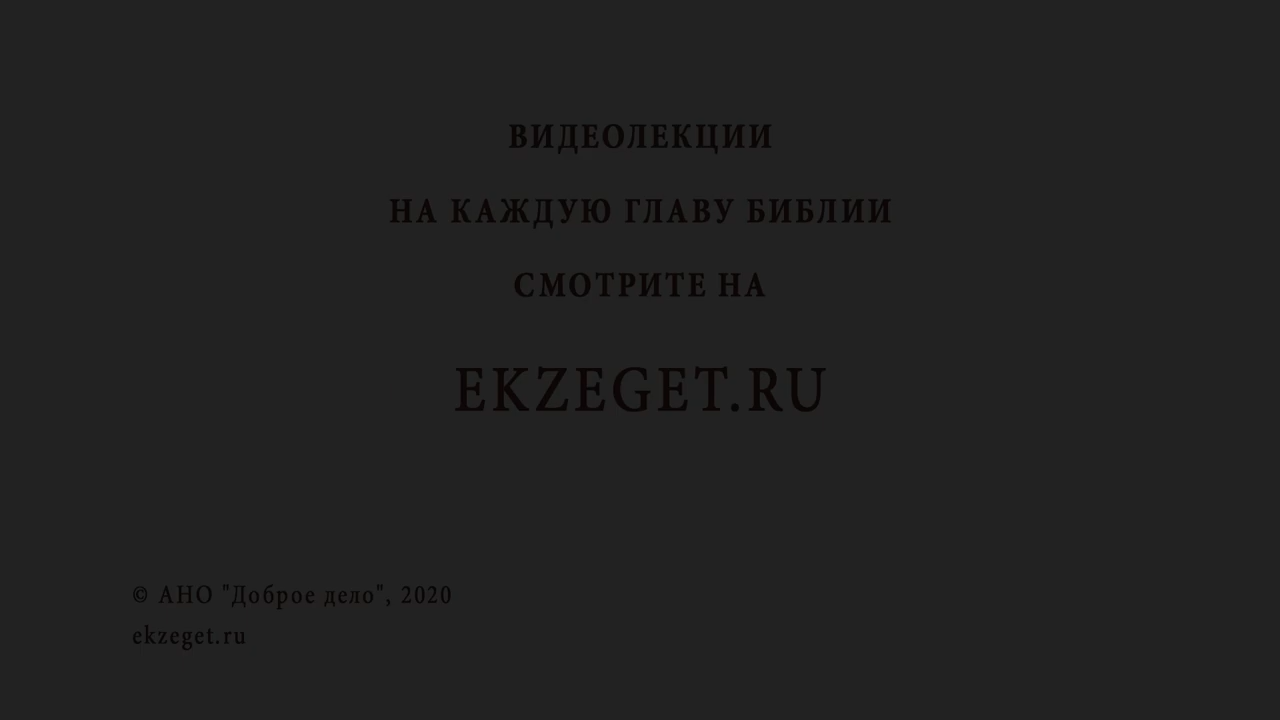 ВИДЕОЛЕКЦИИ
НА КАЖДУЮ ГЛАВУ БИБЛИИ
СМОТРИТЕ НА
EKZEGET.RU
© АНО "Доброе дело", 2020
ekzeget.ru